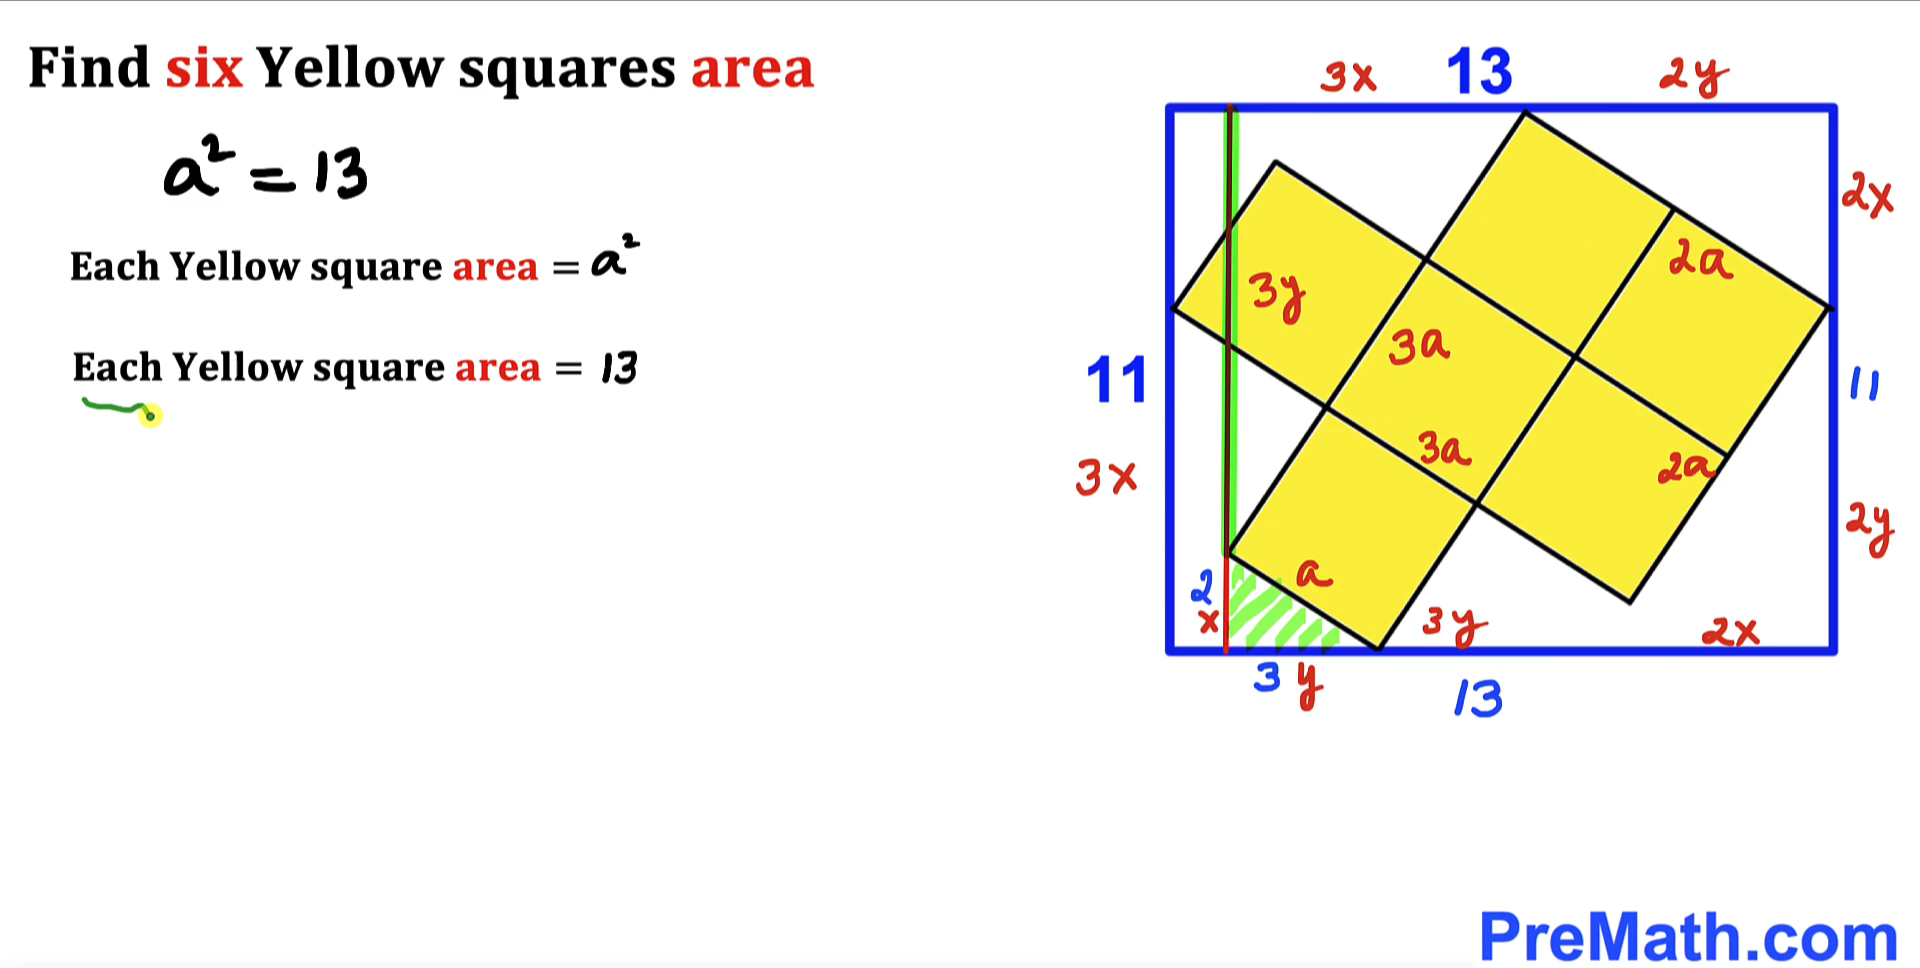 Find six Yellow squares area
a² = 13
Each Yellow square area = a²
Each Yellow square area = 13
3x 13 2y
2x
2a
3y
3a
11
11
3a
2a
3x
2y
a
2
x
3y
2x
3 y
13
PreMath.com